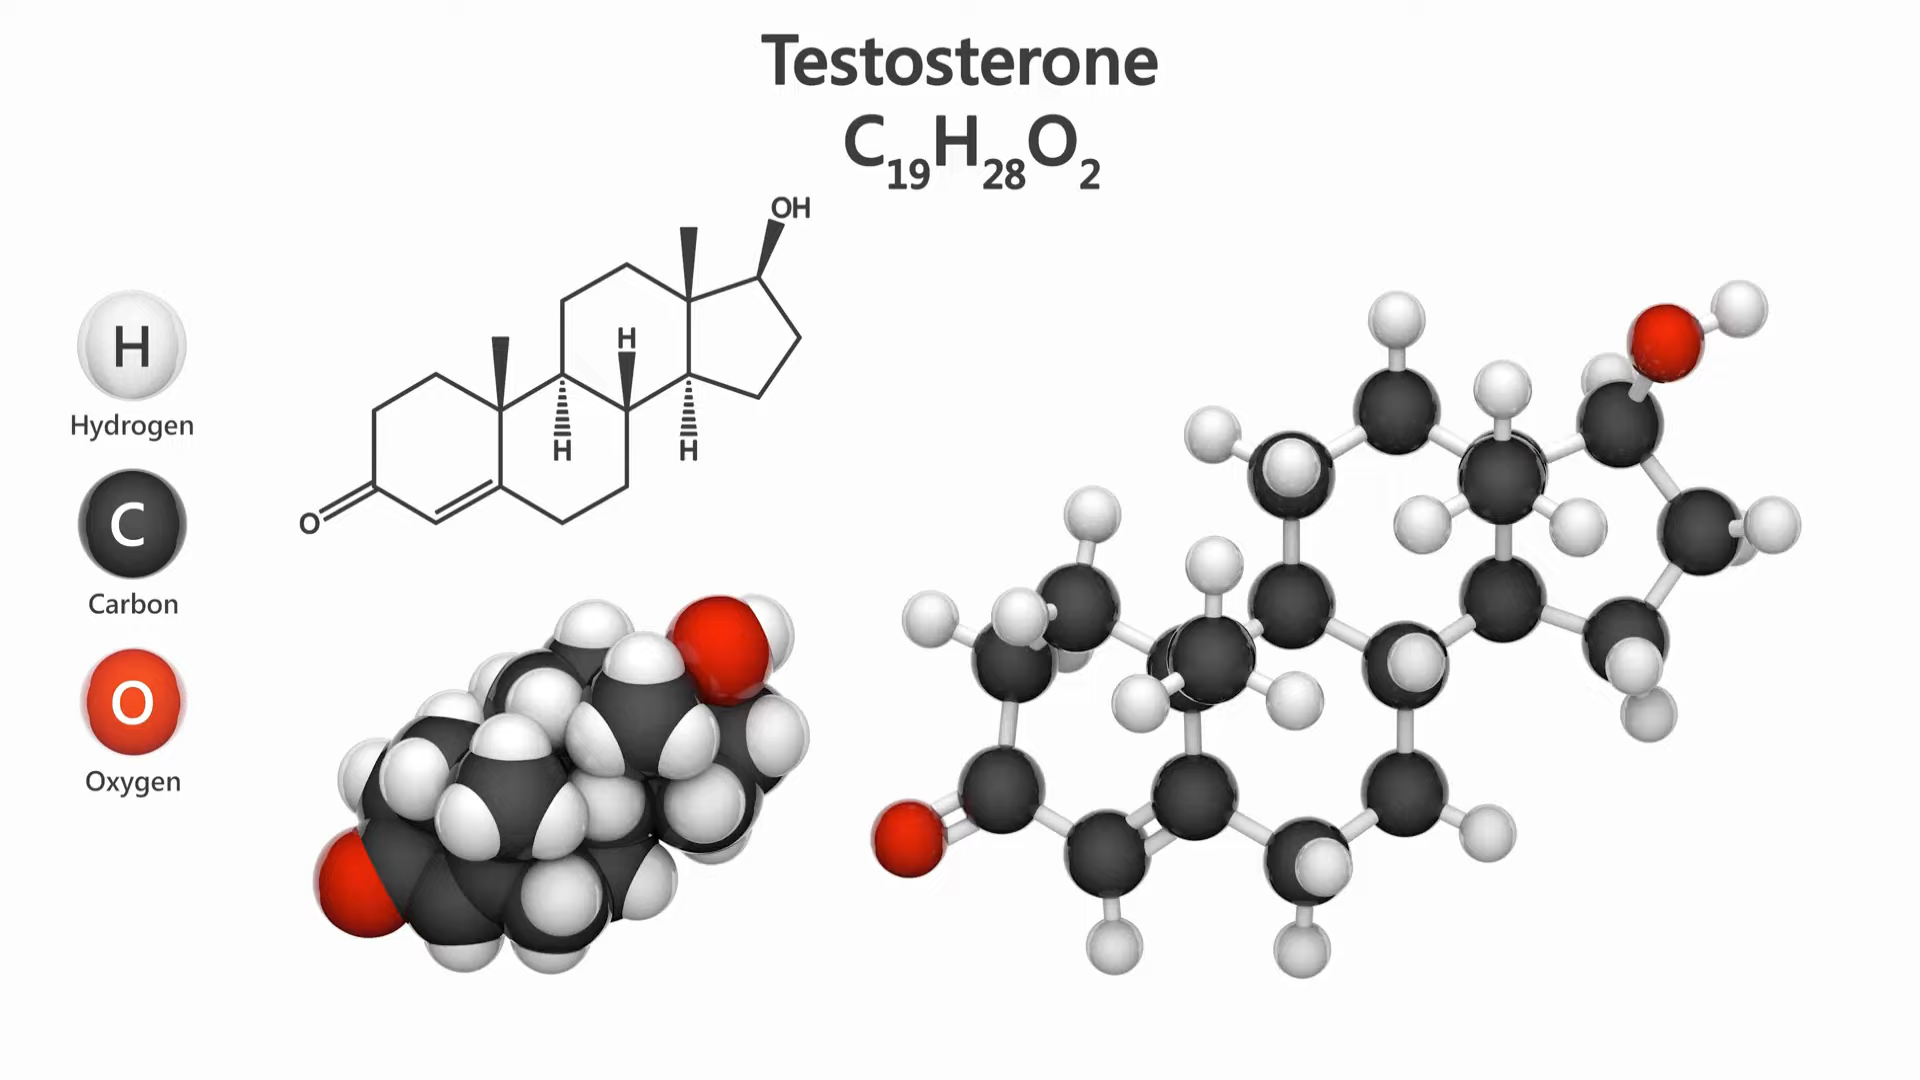 Testosterone
C₁₉H₂₈O₂
OH
H
H
H
O
H
Hydrogen
C
Carbon
O
Oxygen